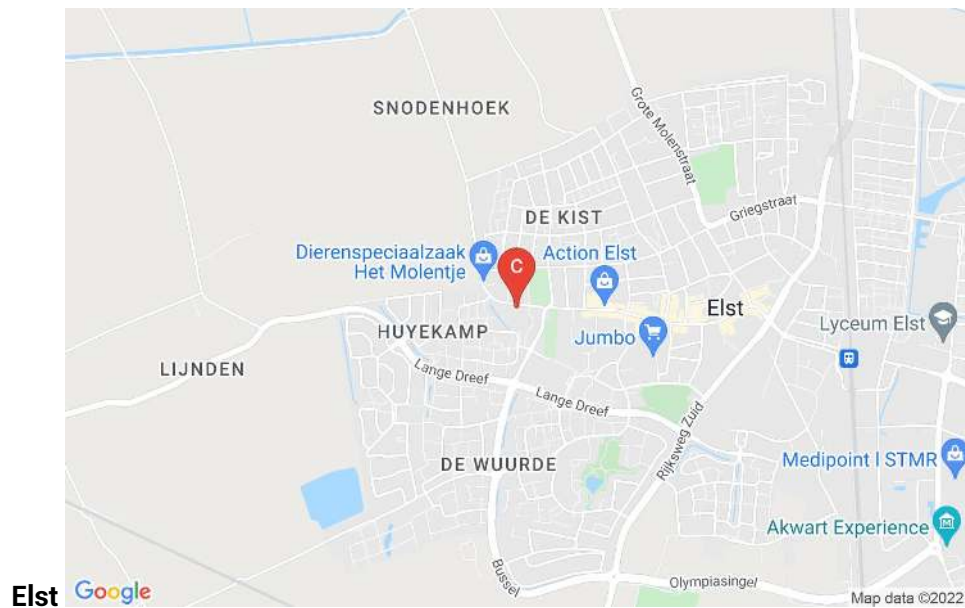 SNODENHOEK
Grote Molenstraat
Griegstraat
DE KIST
Dierenspeciaalzaak
Het Molentje
C
Action Elst
Elst
HUYEKAMP
Jumbo
Lyceum Elst
LIJNDEN
Lange Dreef
Lange Dreef
Rijksweg Zuid
DE WUURDE
Medipoint I STMR
Akwart Experience
Bussel
Olympiasingel
Elst
Google
Map data ©2022